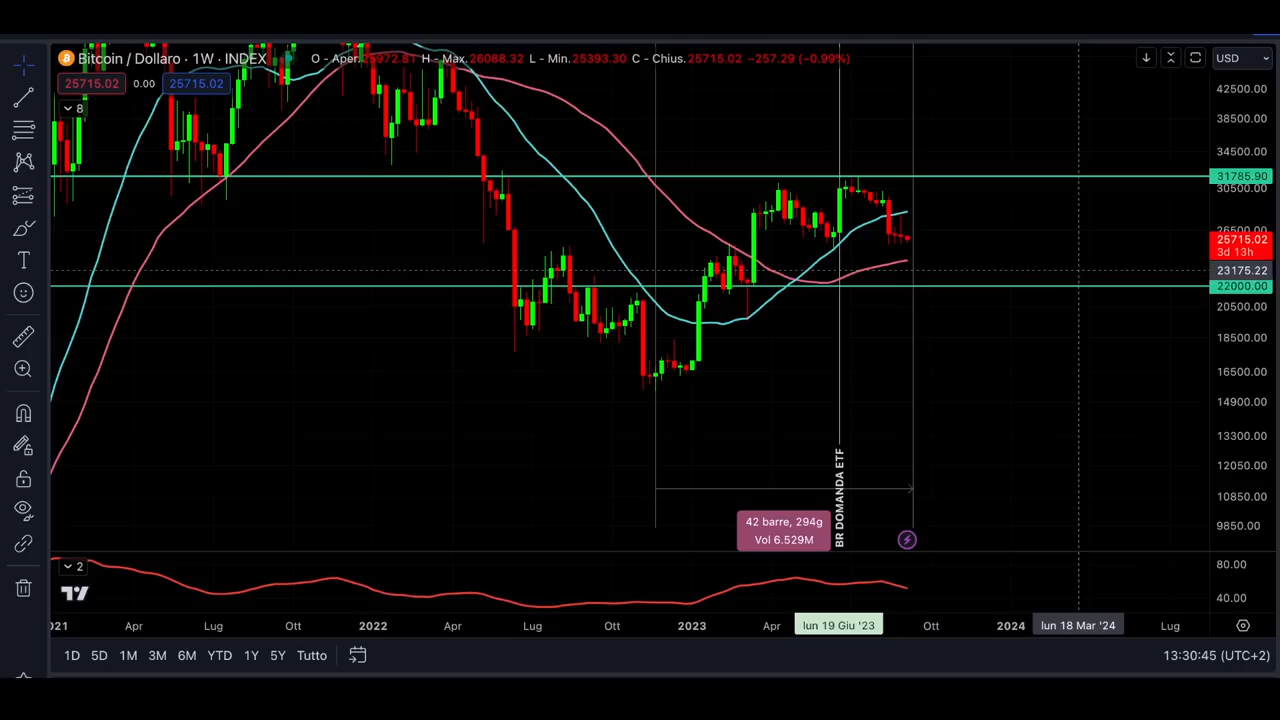 Bitcoin / Dollaro · 1W · INDEX O - Aper.25972.81 H - Max.26088.32 L - Min.25393.30 C - Chius.25715.02 −257.29 (−0.99%)
USD
25715.02 0.00 25715.02
8
42500.00
38500.00
34500.00
31785.90
30500.00
26500.00
25715.02
3d 13h
23175.22
22000.00
20500.00
18500.00
16500.00
14900.00
13300.00
12050.00
10850.00
9850.00
BR DOMANDA ETF
42 barre, 294g
Vol 6.529M
2
80.00
40.00
2021 Apr Lug Ott 2022 Apr Lug Ott 2023 Apr lun 19 Giu '23 Ott 2024 lun 18 Mar '24 Lug
1D 5D 1M 3M 6M YTD 1Y 5Y Tutto
13:30:45 (UTC+2)